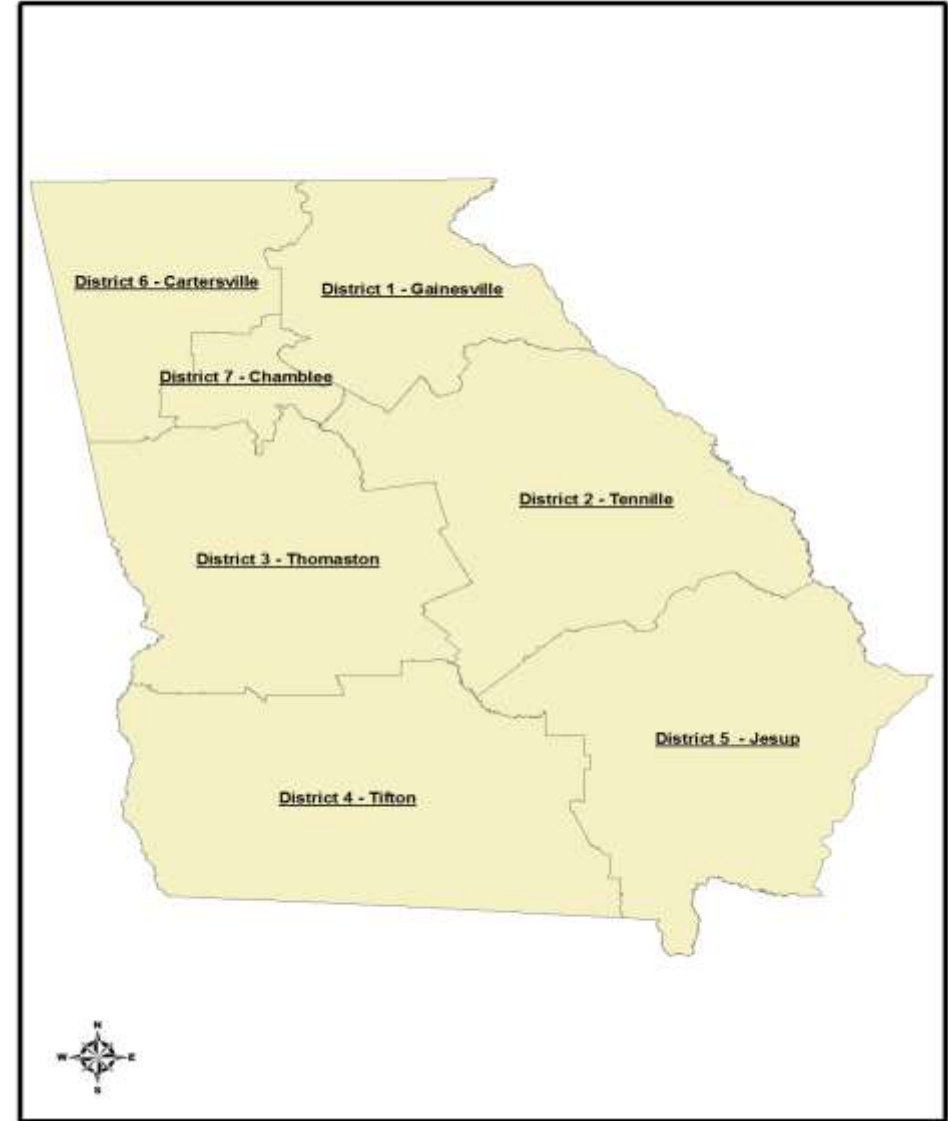 District 6 - Cartersville
District 1 - Gainesville
District 7 - Chamblee
District 2 - Tennille
District 3 - Thomaston
District 5 - Jesup
District 4 - Tifton
N
W
E
S